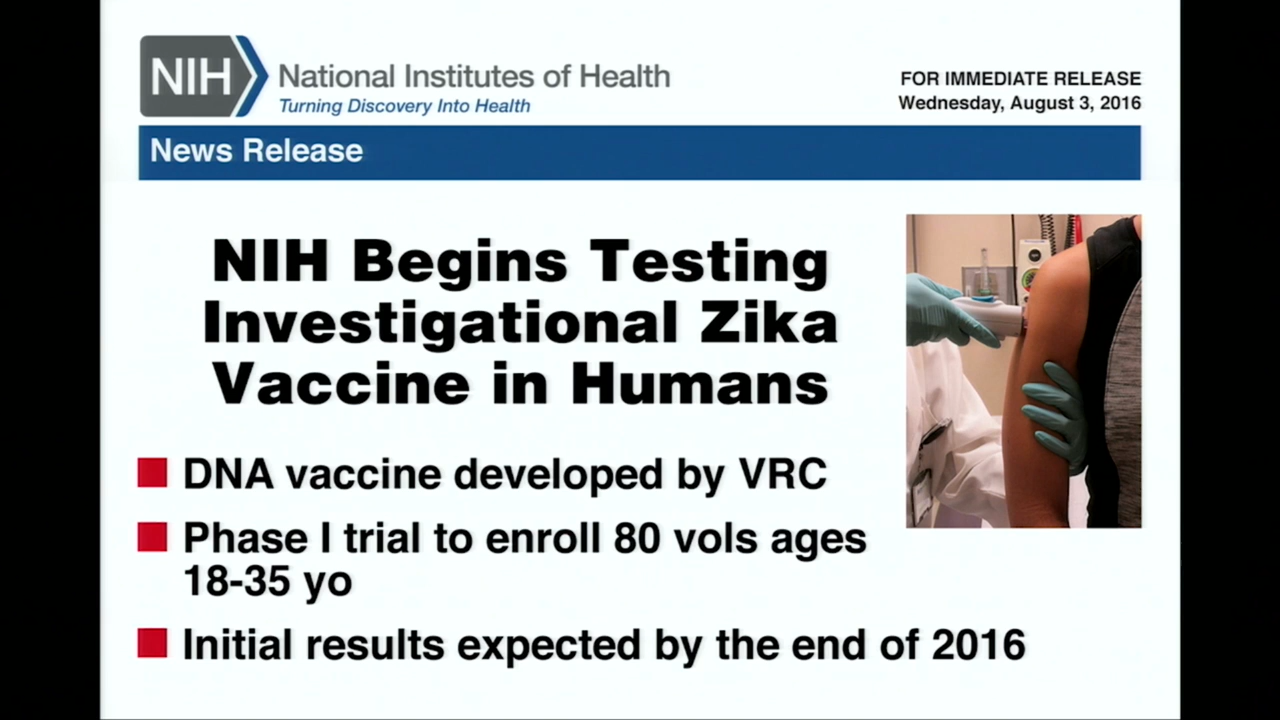 NIH
National Institutes of Health
Turning Discovery Into Health
FOR IMMEDIATE RELEASE
Wednesday, August 3, 2016
News Release
NIH Begins Testing
Investigational Zika
Vaccine in Humans
DNA vaccine developed by VRC
Phase I trial to enroll 80 vols ages
18-35 yo
Initial results expected by the end of 2016